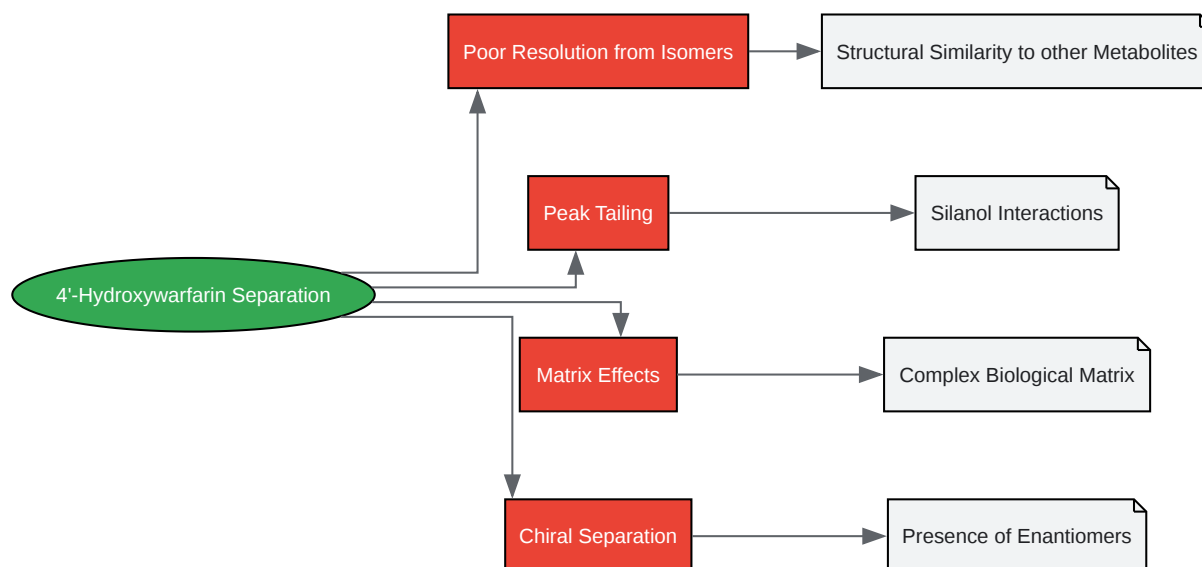 Poor Resolution from Isomers
Structural Similarity to other Metabolites
Peak Tailing
Silanol Interactions
4'-Hydroxywarfarin Separation
Matrix Effects
Complex Biological Matrix
Chiral Separation
Presence of Enantiomers